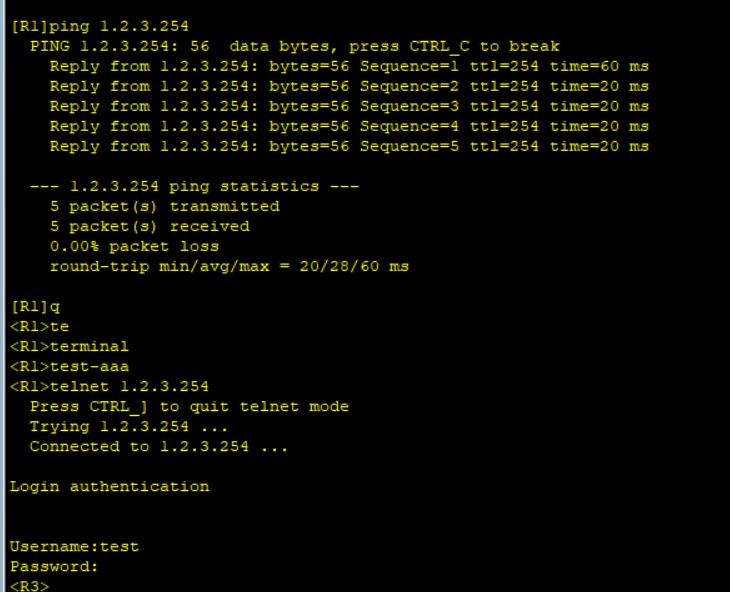 [R1]ping 1.2.3.254
PING 1.2.3.254: 56  data bytes, press CTRL_C to break
Reply from 1.2.3.254: bytes=56 Sequence=1 ttl=254 time=60 ms
Reply from 1.2.3.254: bytes=56 Sequence=2 ttl=254 time=20 ms
Reply from 1.2.3.254: bytes=56 Sequence=3 ttl=254 time=20 ms
Reply from 1.2.3.254: bytes=56 Sequence=4 ttl=254 time=20 ms
Reply from 1.2.3.254: bytes=56 Sequence=5 ttl=254 time=20 ms
--- 1.2.3.254 ping statistics ---
5 packet(s) transmitted
5 packet(s) received
0.00% packet loss
round-trip min/avg/max = 20/28/60 ms
[R1]q
<R1>te
<R1>terminal
<R1>test-aaa
<R1>telnet 1.2.3.254
Press CTRL_] to quit telnet mode
Trying 1.2.3.254 ...
Connected to 1.2.3.254 ...
Login authentication
Username:test
Password:
<R3>